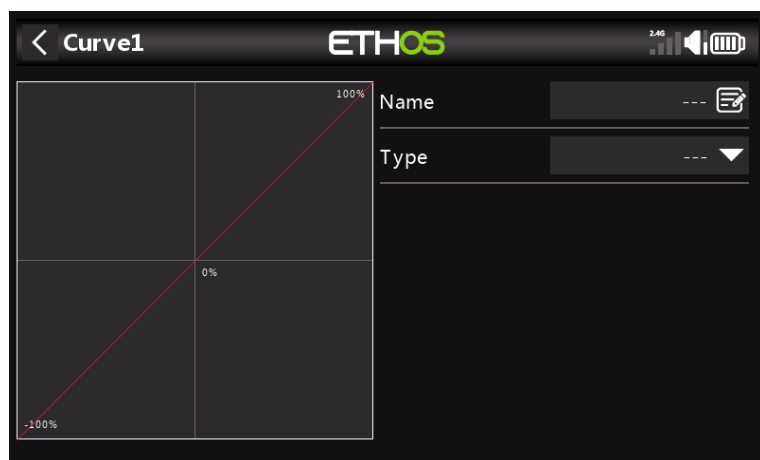 Curve1
ETHOS
2.4G
100%
0%
-100%
Name ---
Type ---